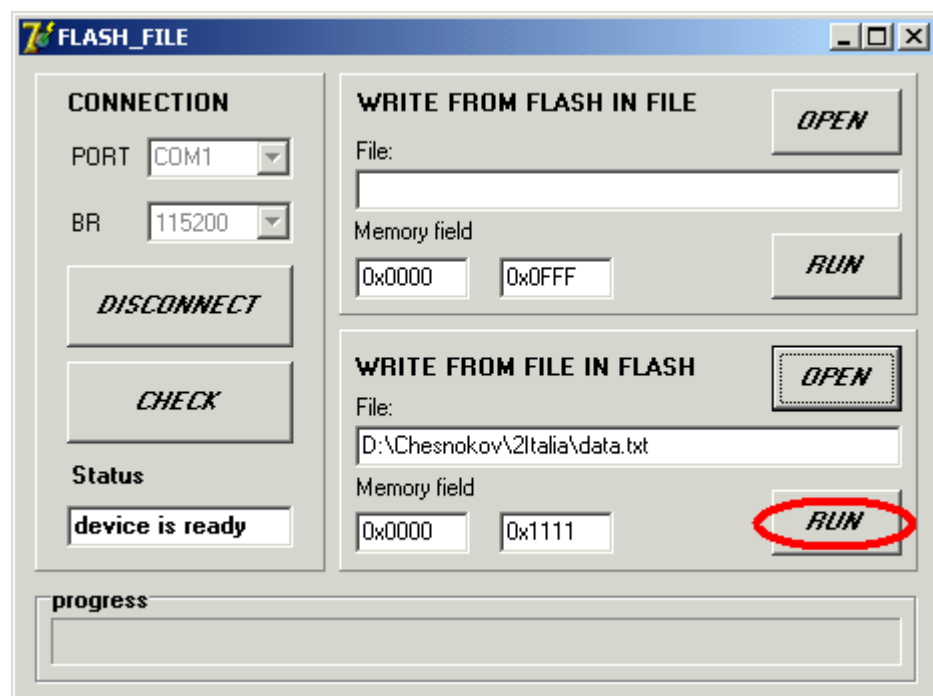 FLASH_FILE
CONNECTION
PORT COM1
BR 115200
DISCONNECT
CHECK
Status
device is ready
WRITE FROM FLASH IN FILE
OPEN
File:
Memory field
0x0000 0x0FFF
RUN
WRITE FROM FILE IN FLASH
OPEN
File:
D:\Chesnokov\2Italia\data.txt
Memory field
0x0000 0x1111
RUN
progress